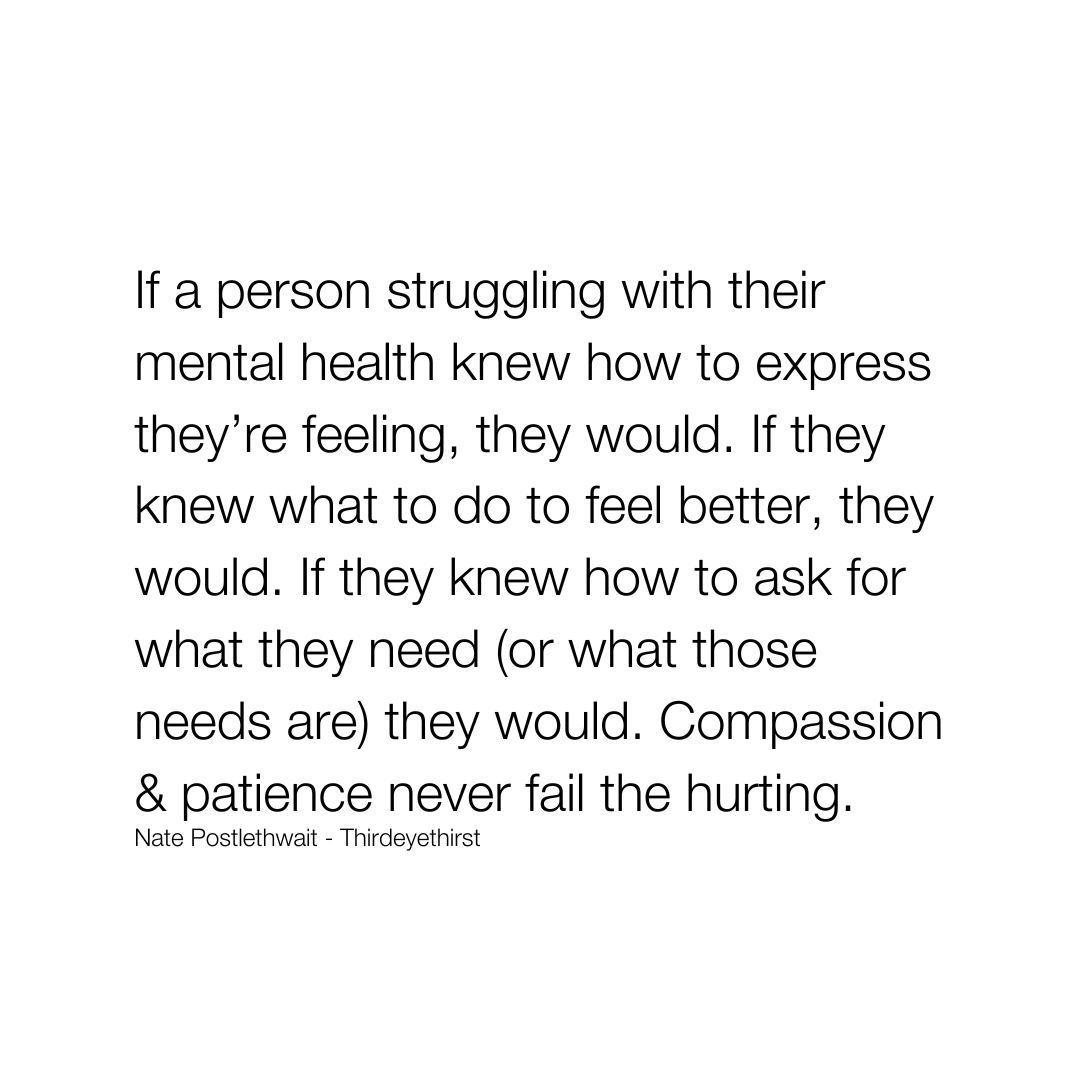 If a person struggling with their
mental health knew how to express
they’re feeling, they would. If they
knew what to do to feel better, they
would. If they knew how to ask for
what they need (or what those
needs are) they would. Compassion
& patience never fail the hurting.
Nate Postlethwait - Thirdeyethirst